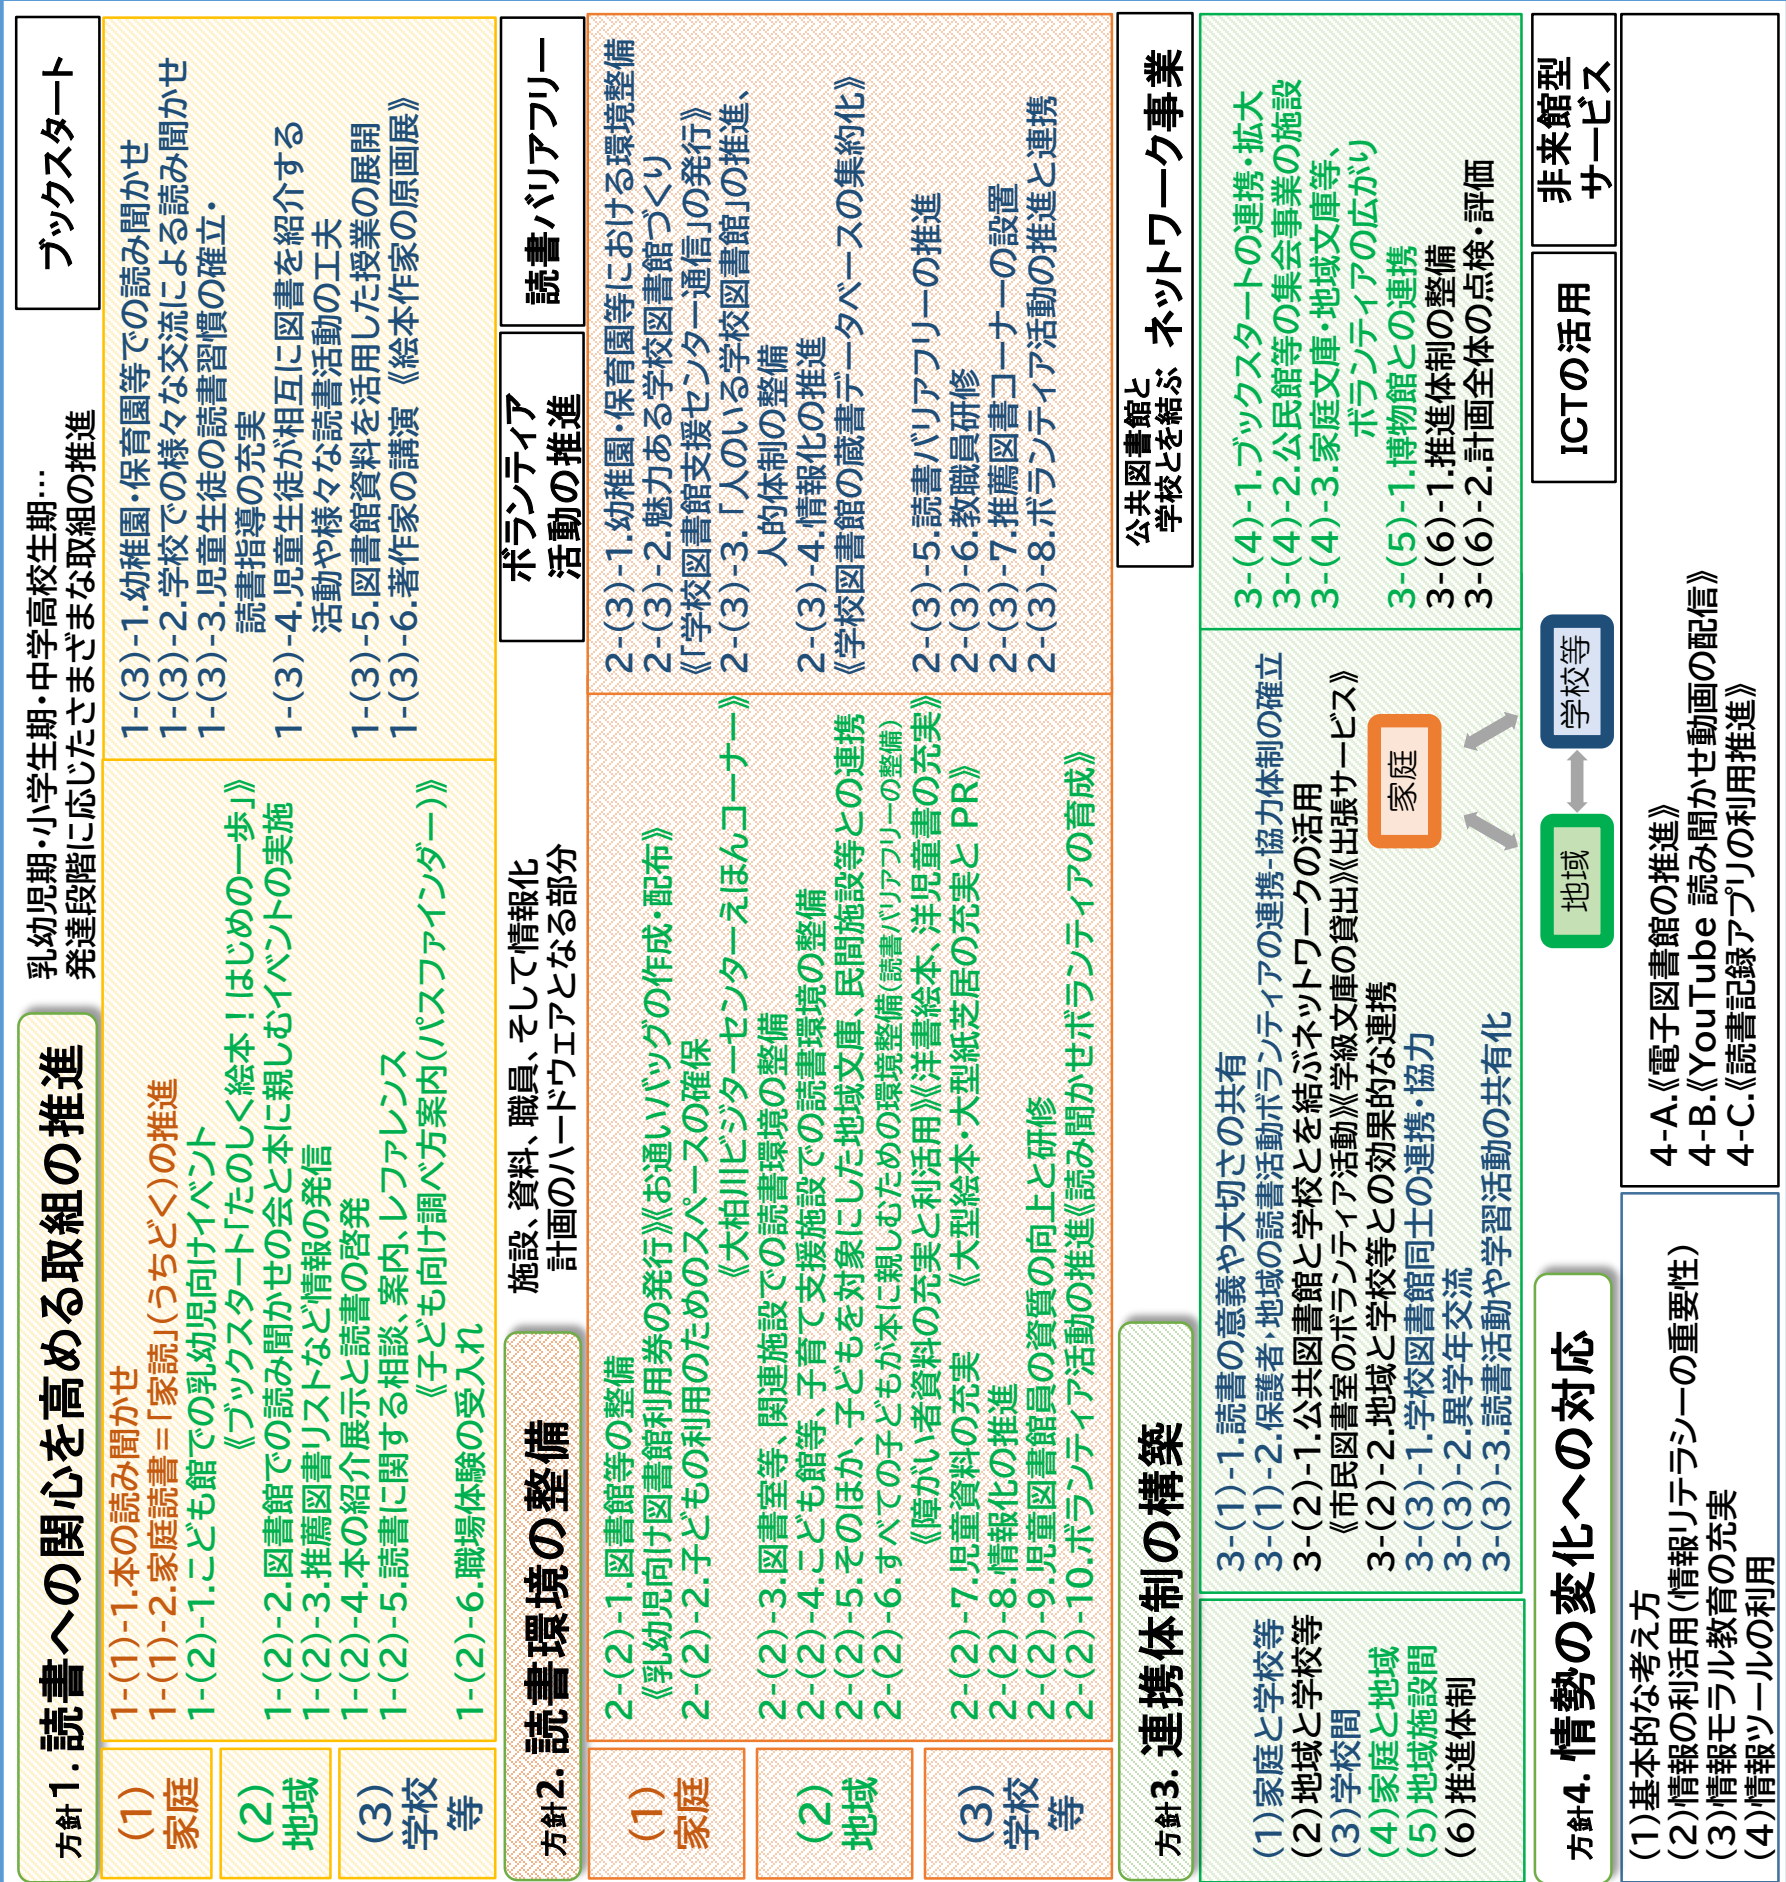 方針1. 読書への関心を高める取組の推進
乳幼児期・小学生期・中学高校生期…
発達段階に応じたさまざまな取組の推進
ブックスタート
(1)
家庭
(2)
地域
(3)
学校
等
1-(1)-1.本の読み聞かせ
1-(1)-2.家庭読書＝「家読」(うちどく)の推進
1-(2)-1.こども館での乳幼児向けイベント
《ブックスタート「たのしく絵本！はじめの一歩」》
1-(2)-2.図書館での読み聞かせの会と本に親しむイベントの実施
1-(2)-3.推薦図書リストなど情報の発信
1-(2)-4.本の紹介展示と読書の啓発
1-(2)-5.読書に関する相談、案内、レファレンス
《子ども向け調べ方案内(パスファインダー)》
1-(2)-6.職場体験の受入れ
1-(3)-1.幼稚園・保育園等での読み聞かせ
1-(3)-2.学校での様々な交流による読み聞かせ
1-(3)-3.児童生徒の読書習慣の確立・
読書指導の充実
1-(3)-4.児童生徒が相互に図書を紹介する
活動や様々な読書活動の工夫
1-(3)-5.図書館資料を活用した授業の展開
1-(3)-6.著作家の講演《絵本作家の原画展》
方針2. 読書環境の整備
施設、資料、職員、そして情報化
計画のハードウェアとなる部分
ボランティア
活動の推進
読書バリアフリー
(1)
家庭
(2)
地域
(3)
学校
等
2-(2)-1.図書館等の整備
《乳幼児向け図書館利用券の発行》《お通いバッグの作成・配布》
2-(2)-2.子どもの利用のためのスペースの確保
《大柏川ビジターセンターえほんコーナー》
2-(2)-3.図書室等、関連施設での読書環境の整備
2-(2)-4.こども館等、子育て支援施設での読書環境の整備
2-(2)-5.そのほか、子どもを対象にした地域文庫、民間施設等との連携
2-(2)-6.すべての子どもが本に親しむための環境整備(読書バリアフリーの整備)
《障がい者資料の充実と利活用》《洋書絵本、洋児童書の充実》
2-(2)-7.児童資料の充実　《大型絵本・大型紙芝居の充実と PR》
2-(2)-8.情報化の推進
2-(2)-9.児童図書館員の資質の向上と研修
2-(2)-10.ボランティア活動の推進《読み聞かせボランティアの育成》
2-(3)-1.幼稚園・保育園等における環境整備
2-(3)-2.魅力ある学校図書館づくり
《「学校図書館支援センター通信」の発行》
2-(3)-3.「人のいる学校図書館」の推進、
人的体制の整備
2-(3)-4.情報化の推進
《学校図書館の蔵書データベースの集約化》
2-(3)-5.読書バリアフリーの推進
2-(3)-6.教職員研修
2-(3)-7.推薦図書コーナーの設置
2-(3)-8.ボランティア活動の推進と連携
方針3. 連携体制の構築
公共図書館と
学校とを結ぶ ネットワーク事業
(1)家庭と学校等
(2)地域と学校等
(3)学校間
(4)家庭と地域
(5)地域施設間
(6)推進体制
3-(1)-1.読書の意義や大切さの共有
3-(1)-2.保護者・地域の読書活動ボランティアの連携-協力体制の確立
3-(2)-1.公共図書館と学校とを結ぶネットワークの活用
《市民図書室のボランティア活動》《学級文庫の貸出》《出張サービス》
3-(2)-2.地域と学校等との効果的な連携
3-(3)-1.学校図書館同士の連携・協力
3-(3)-2.異学年交流
3-(3)-3.読書活動や学習活動の共有化
3-(4)-1.ブックスタートの連携・拡大
3-(4)-2.公民館等の集会事業の施設
3-(4)-3.家庭文庫・地域文庫等、
ボランティアの広がり
3-(5)-1.博物館との連携
3-(6)-1.推進体制の整備
3-(6)-2.計画全体の点検・評価
家庭
地域
学校等
方針4. 情勢の変化への対応
ICTの活用
非来館型
サービス
(1)基本的な考え方
(2)情報の利活用(情報リテラシーの重要性)
(3)情報モラル教育の充実
(4)情報ツールの利用
4-A.《電子図書館の推進》
4-B.《YouTube 読み聞かせ動画の配信》
4-C.《読書記録アプリの利用推進》